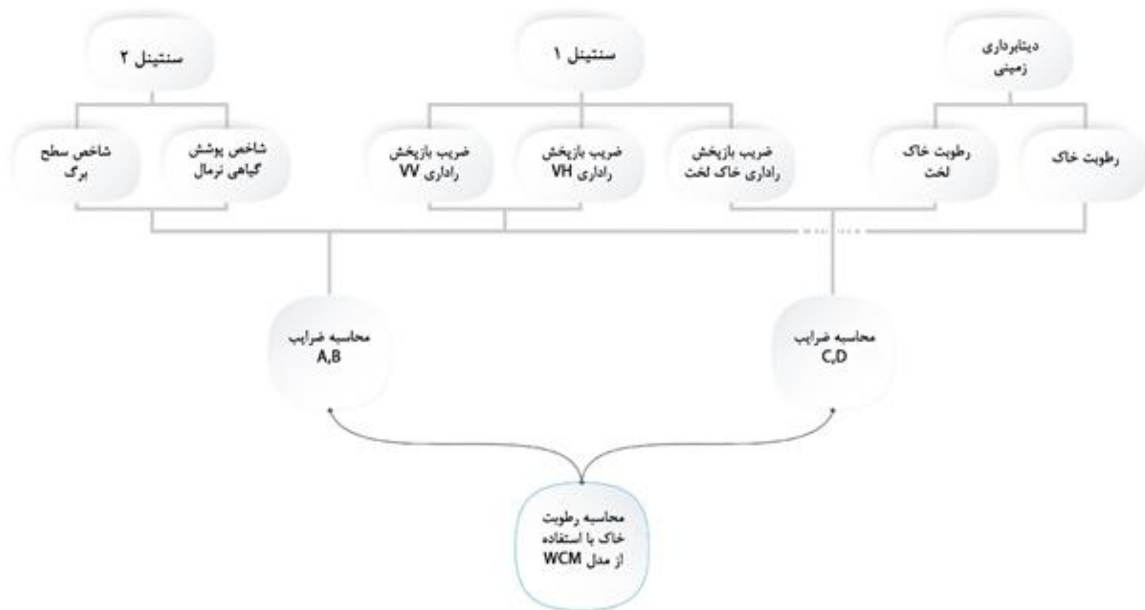 دیتابرداری
زمینی
سنتینل ۱
سنتینل ۲
رطوبت خاک
رطوبت خاک
لخت
ضریب بازپخش
راداری خاک لخت
ضریب بازپخش
راداری VH
ضریب بازپخش
راداری VV
شاخص پوشش
گیاهی نرمال
شاخص سطح
برگ
محاسبه ضرایب
C,D
محاسبه ضرایب
A,B
محاسبه رطوبت
خاک با استفاده
از مدل WCM